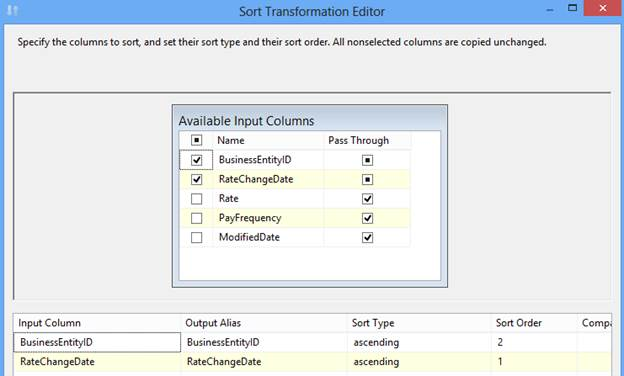 Sort Transformation Editor
Specify the columns to sort, and set their sort type and their sort order. All nonselected columns are copied unchanged.
Available Input Columns
Name Pass Through
BusinessEntityID
RateChangeDate
Rate
PayFrequency
ModifiedDate
Input Column Output Alias Sort Type Sort Order
BusinessEntityID BusinessEntityID ascending 2
RateChangeDate RateChangeDate ascending 1